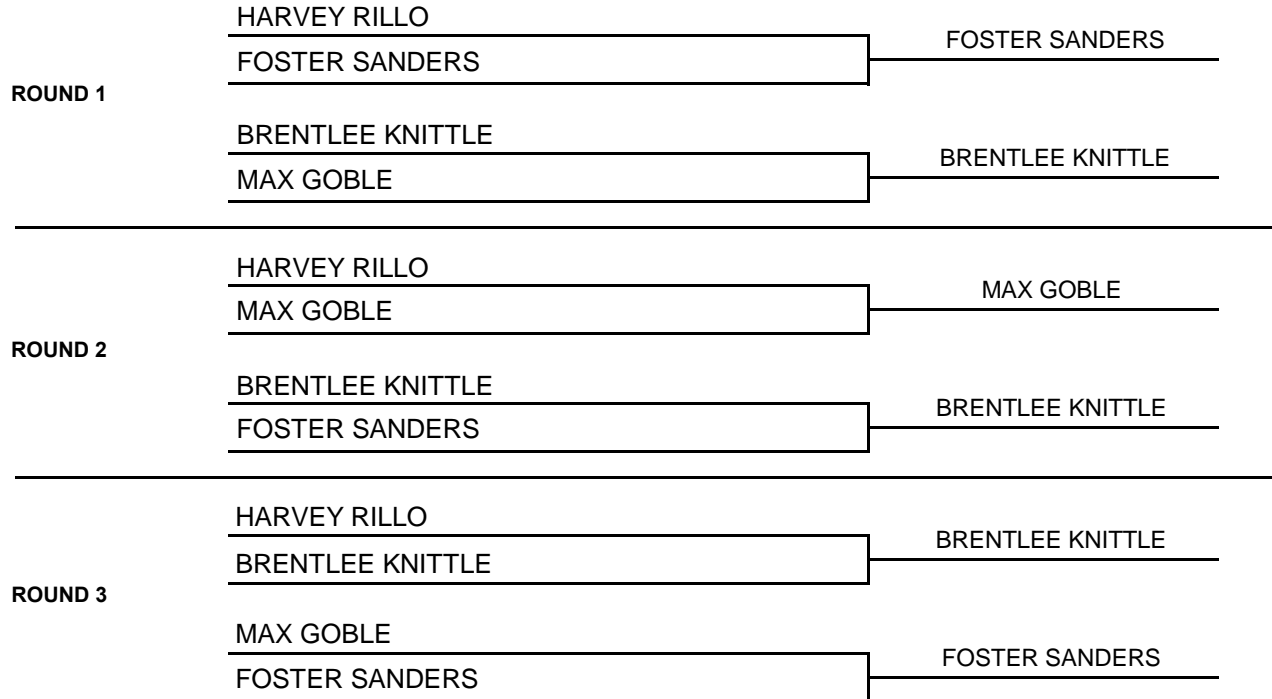 HARVEY RILLO
FOSTER SANDERS
FOSTER SANDERS
ROUND 1
BRENTLEE KNITTLE
BRENTLEE KNITTLE
MAX GOBLE
HARVEY RILLO
MAX GOBLE
MAX GOBLE
ROUND 2
BRENTLEE KNITTLE
BRENTLEE KNITTLE
FOSTER SANDERS
HARVEY RILLO
BRENTLEE KNITTLE
BRENTLEE KNITTLE
ROUND 3
MAX GOBLE
FOSTER SANDERS
FOSTER SANDERS